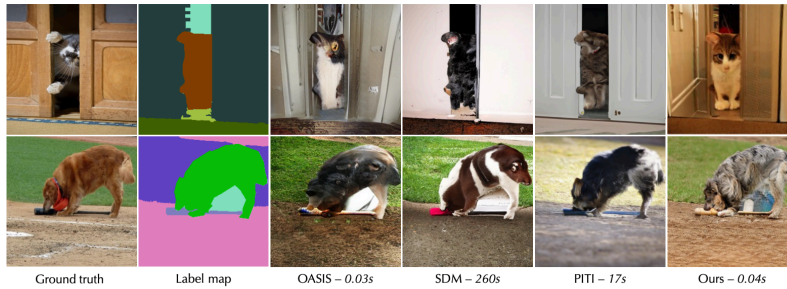 Ground truth Label map OASIS – 0.03s SDM – 260s PITI – 17s Ours – 0.04s